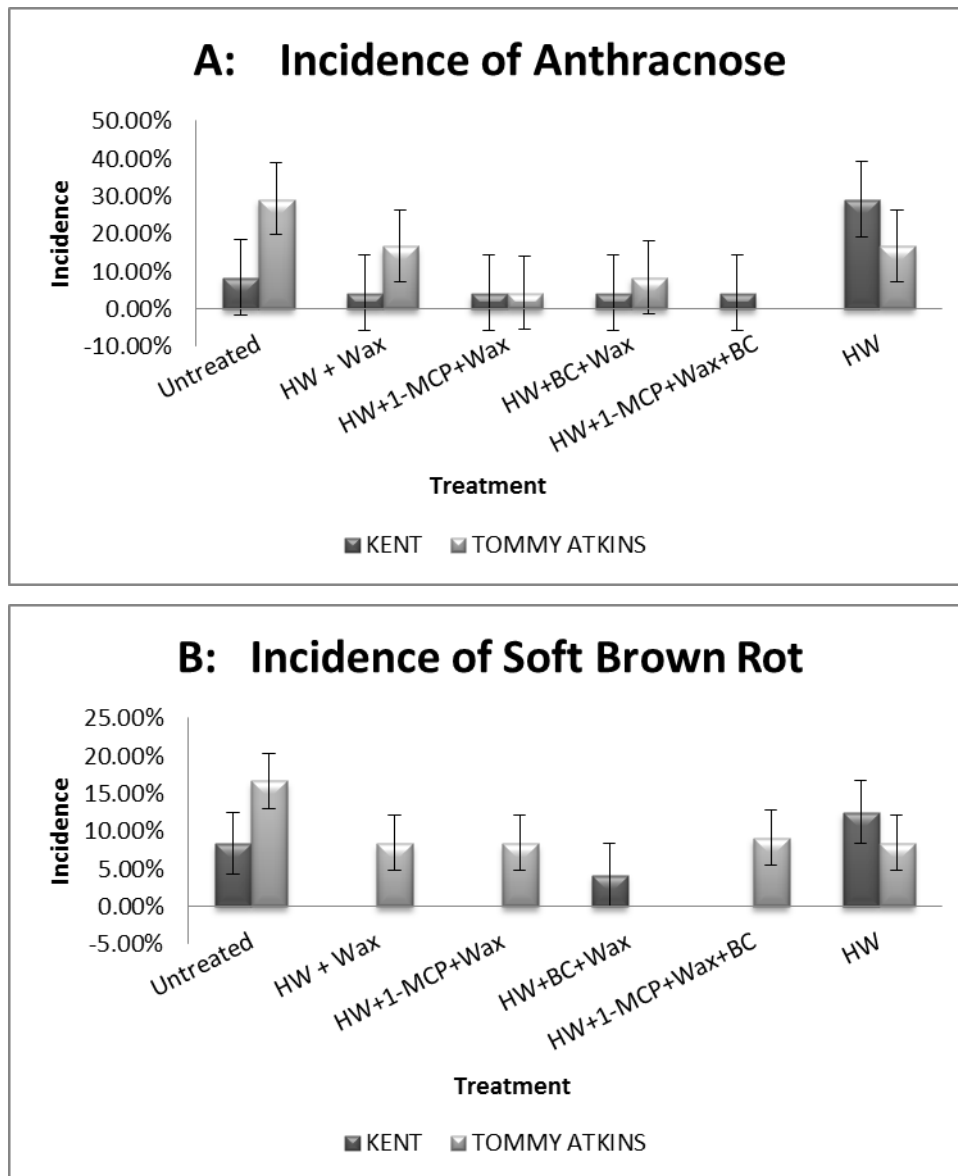 A: Incidence of Anthracnose
50.00%
40.00%
30.00%
20.00%
10.00%
0.00%
-10.00%
Incidence
Untreated
HW + Wax
HW+1-MCP+Wax
HW+BC+Wax
HW+1-MCP+Wax+BC
HW
Treatment
KENT TOMMY ATKINS
B: Incidence of Soft Brown Rot
25.00%
20.00%
15.00%
10.00%
5.00%
0.00%
-5.00%
Incidence
Untreated
HW + Wax
HW+1-MCP+Wax
HW+BC+Wax
HW+1-MCP+Wax+BC
HW
Treatment
KENT TOMMY ATKINS